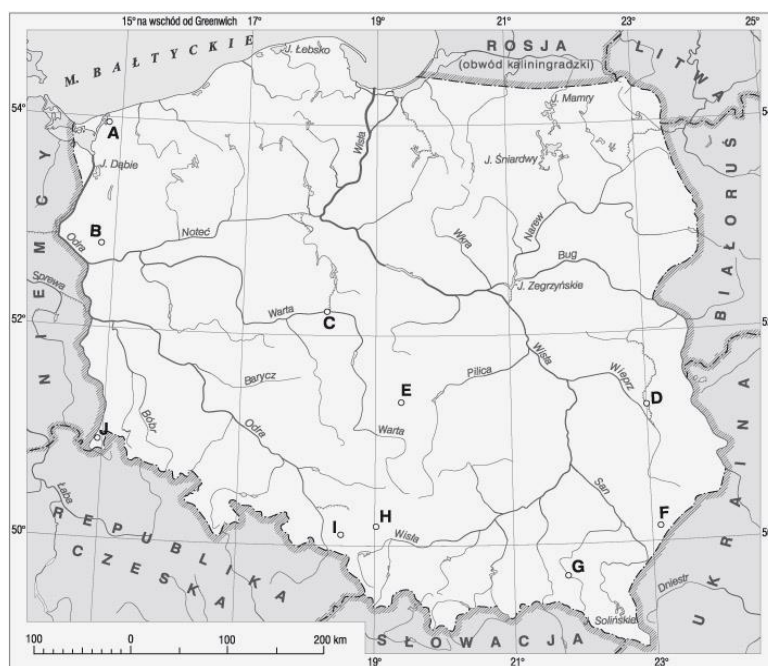 15° na wschód od Greenwich 17° 19° 21° 23° 25°
M. BAŁTYCKIE
J. Łebsko
ROSJA
(obwód kaliningradzki)
LITWA
54° 54°
J. Mamry
A
Wisła
J. Dąbie
J. Śniardwy
NIEMCY
BIAŁORUŚ
B
Odra
Noteć
Wkra
Narew
Bug
Sprewa
J. Zegrzyńskie
52° 52°
Warta
C
Wisła
Pilica
Wieprz
Barycz
E
D
Bóbr
Odra
Warta
J
Łaba
San
UKRAINA
50° 50°
REPUBLIKA
CZESKA
I
H
Wisła
F
G
Dniestr
J. Solińskie
100 0 100 200 km
SŁOWACJA
19° 21° 23°